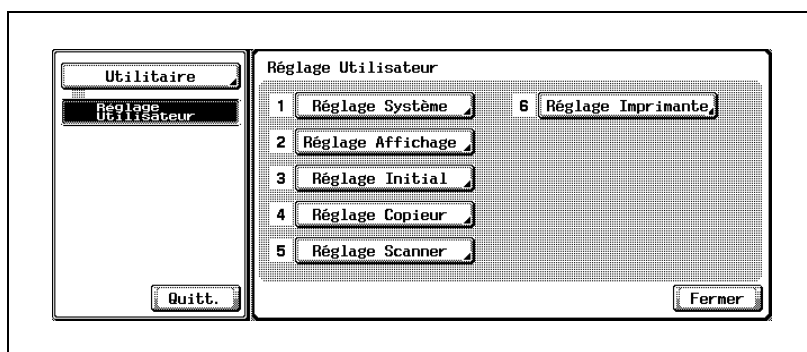 Utilitaire
Réglage
Utilisateur
Quitt.
Réglage Utilisateur
1 Réglage Système
2 Réglage Affichage
3 Réglage Initial
4 Réglage Copieur
5 Réglage Scanner
6 Réglage Imprimante
Fermer